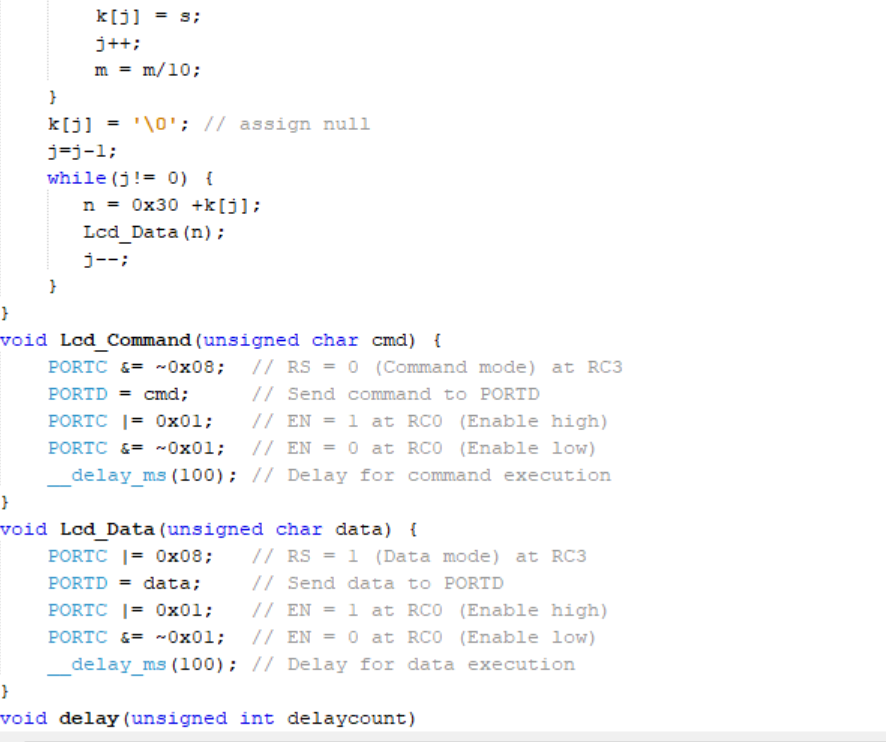 k[j] = s;
j++;
m = m/10;
}
k[j] = '\0'; // assign null
j=j-1;
while(j!= 0) {
n = 0x30 +k[j];
Lcd_Data(n);
j--;
}
}
void Lcd_Command(unsigned char cmd) {
PORTC &= ~0x08; // RS = 0 (Command mode) at RC3
PORTD = cmd; // Send command to PORTD
PORTC |= 0x01; // EN = 1 at RC0 (Enable high)
PORTC &= ~0x01; // EN = 0 at RC0 (Enable low)
__delay_ms(100); // Delay for command execution
}
void Lcd_Data(unsigned char data) {
PORTC |= 0x08; // RS = 1 (Data mode) at RC3
PORTD = data; // Send data to PORTD
PORTC |= 0x01; // EN = 1 at RC0 (Enable high)
PORTC &= ~0x01; // EN = 0 at RC0 (Enable low)
__delay_ms(100); // Delay for data execution
}
void delay(unsigned int delaycount)